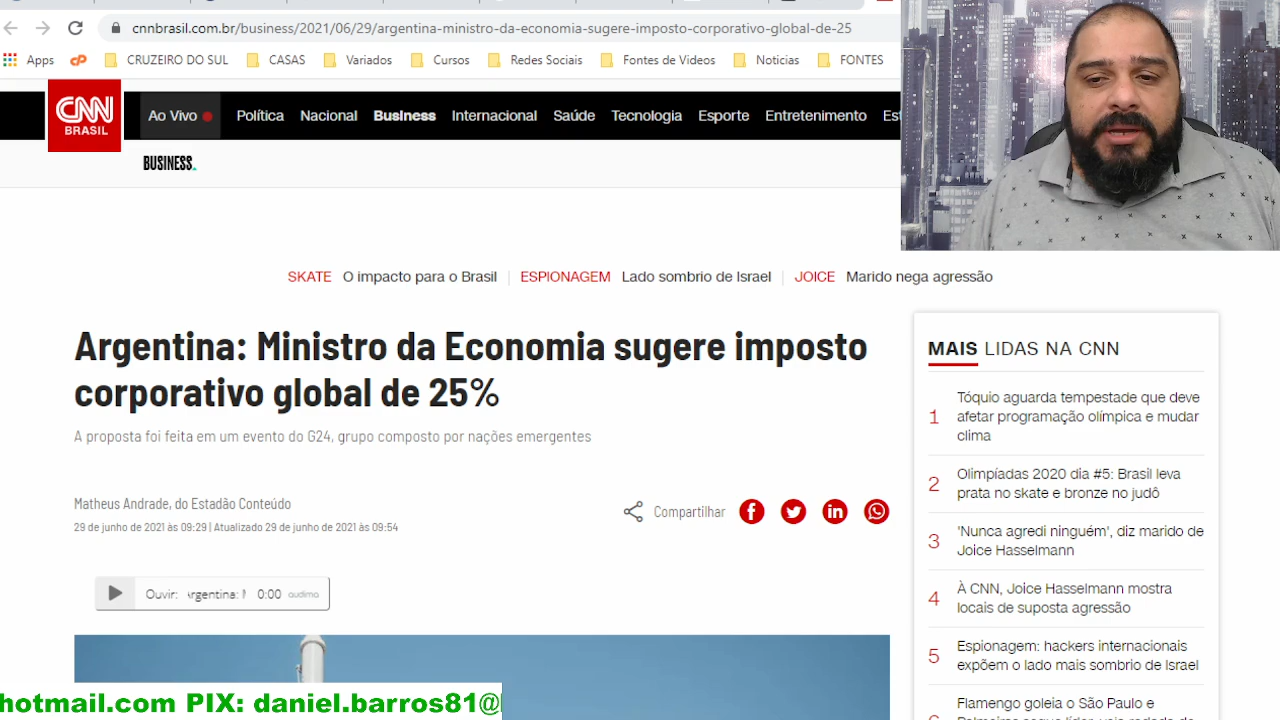 cnnbrasil.com.br/business/2021/06/29/argentina-ministro-da-economia-sugere-imposto-corporativo-global-de-25
Apps CRUZEIRO DO SUL CASAS Variados Cursos Redes Sociais Fontes de Videos Noticias FONTES
CNN BRASIL
Ao Vivo Política Nacional Business Internacional Saúde Tecnologia Esporte Entretenimento
BUSINESS.
SKATE O impacto para o Brasil ESPIONAGEM Lado sombrio de Israel JOICE Marido nega agressão
Argentina: Ministro da Economia sugere imposto
corporativo global de 25%
A proposta foi feita em um evento do G24, grupo composto por nações emergentes
Matheus Andrade, do Estadão Conteúdo
29 de junho de 2021 às 09:29 | Atualizado 29 de junho de 2021 às 09:54
Compartilhar
Ouvir: Argentina: 0:00 audima
MAIS LIDAS NA CNN
1 Tóquio aguarda tempestade que deve
afetar programação olímpica e mudar
clima
2 Olimpíadas 2020 dia #5: Brasil leva
prata no skate e bronze no judô
3 'Nunca agredi ninguém', diz marido de
Joice Hasselmann
4 À CNN, Joice Hasselmann mostra
locais de suposta agressão
5 Espionagem: hackers internacionais
expõem o lado mais sombrio de Israel
Flamengo goleia o São Paulo e
hotmail.com PIX: daniel.barros81@